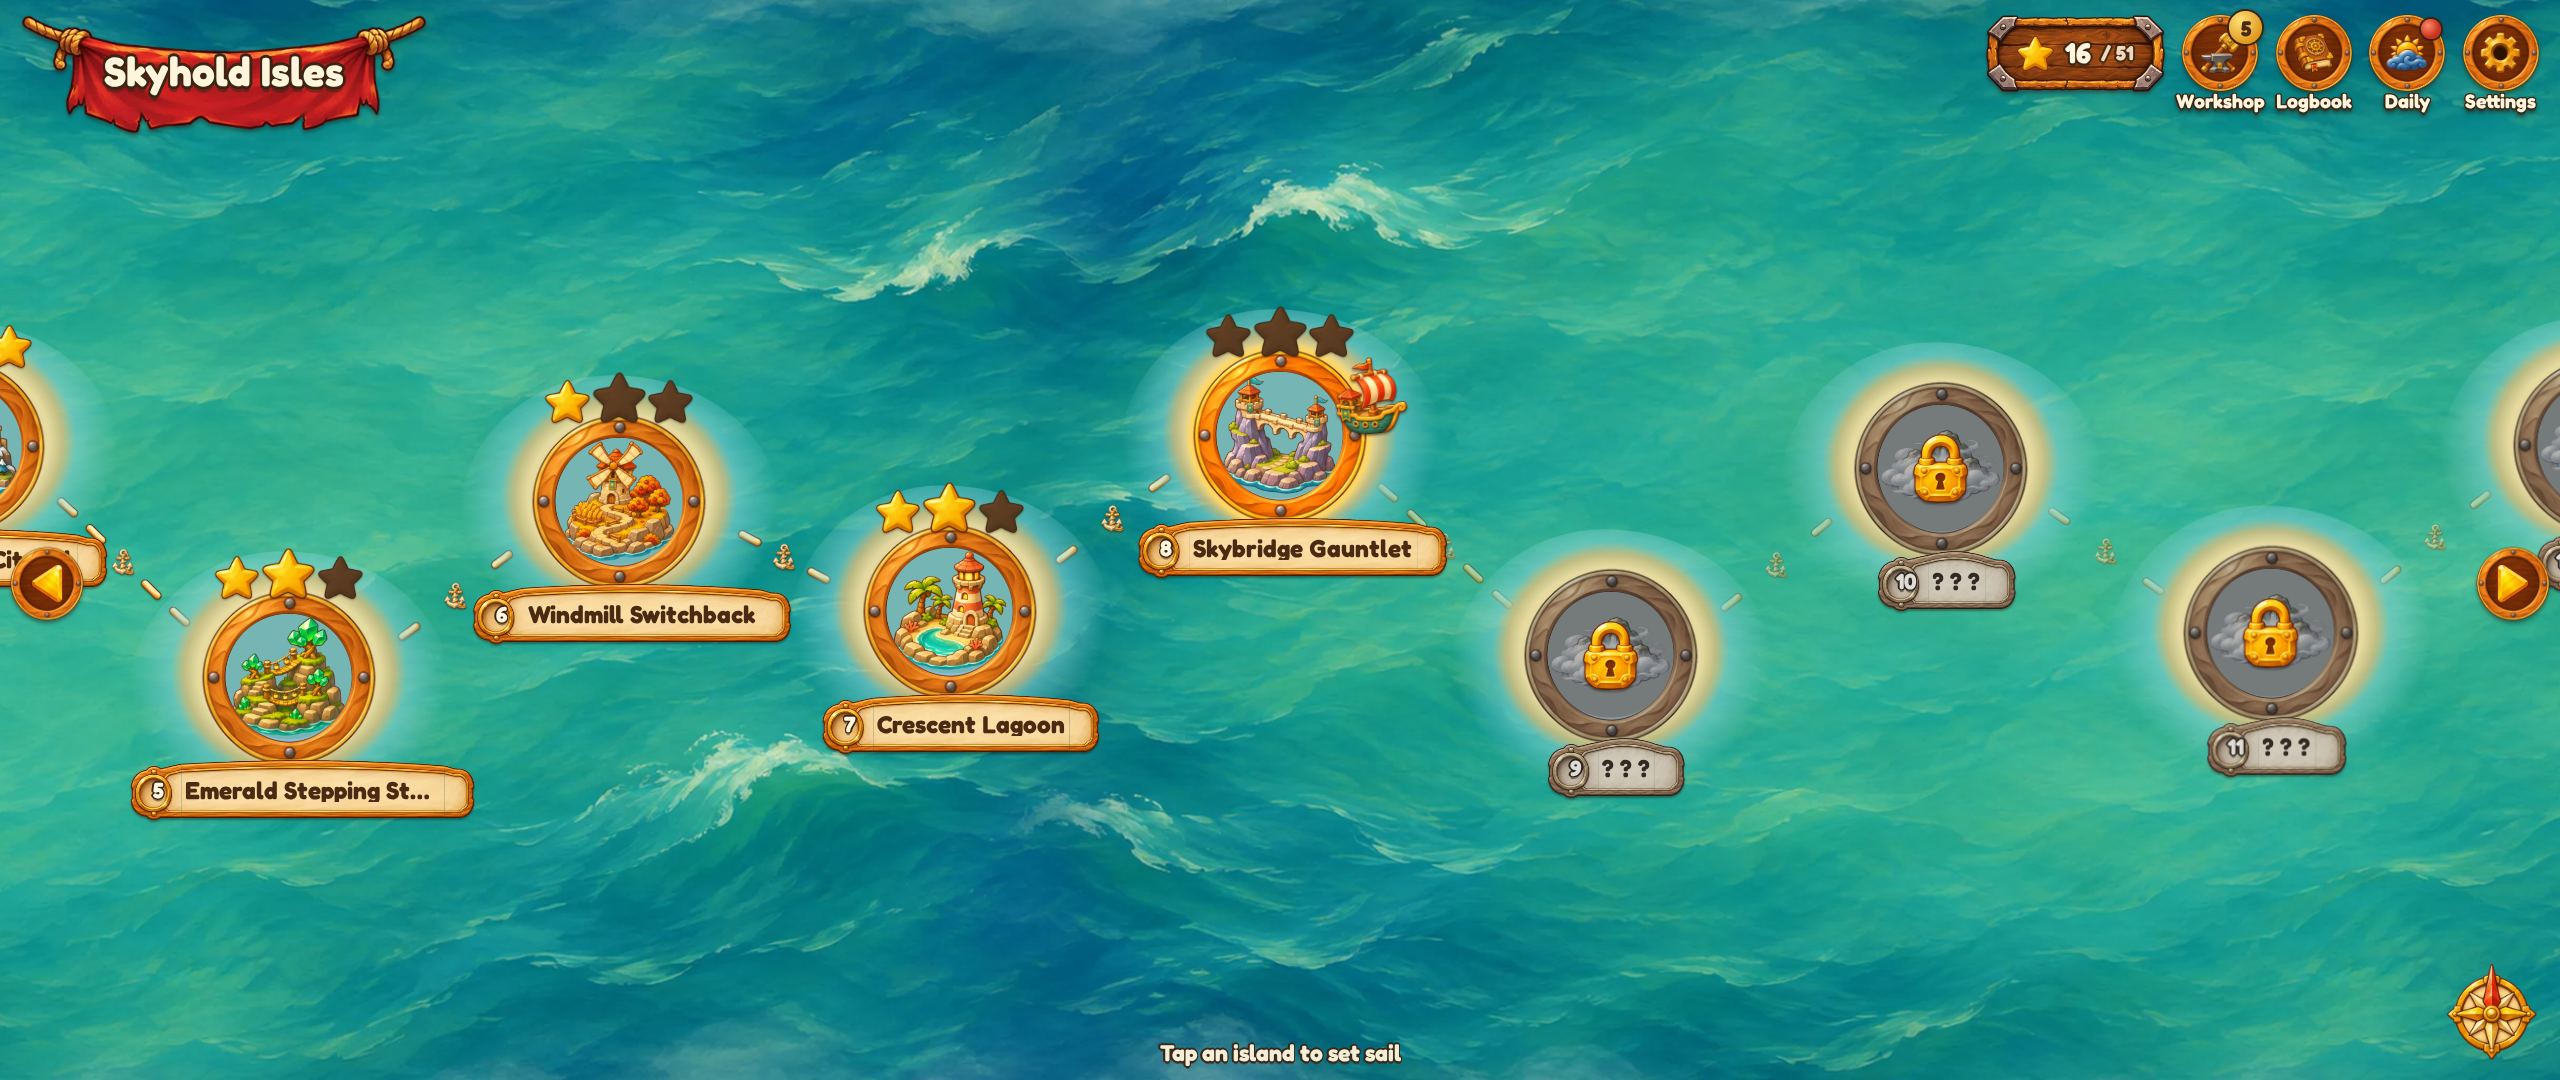 Skyhold Isles
16 / 51
5
Workshop
Logbook
Daily
Settings
8 Skybridge Gauntlet
10 ? ? ?
6 Windmill Switchback
7 Crescent Lagoon
11 ? ? ?
9 ? ? ?
5 Emerald Stepping St...
Tap an island to set sail